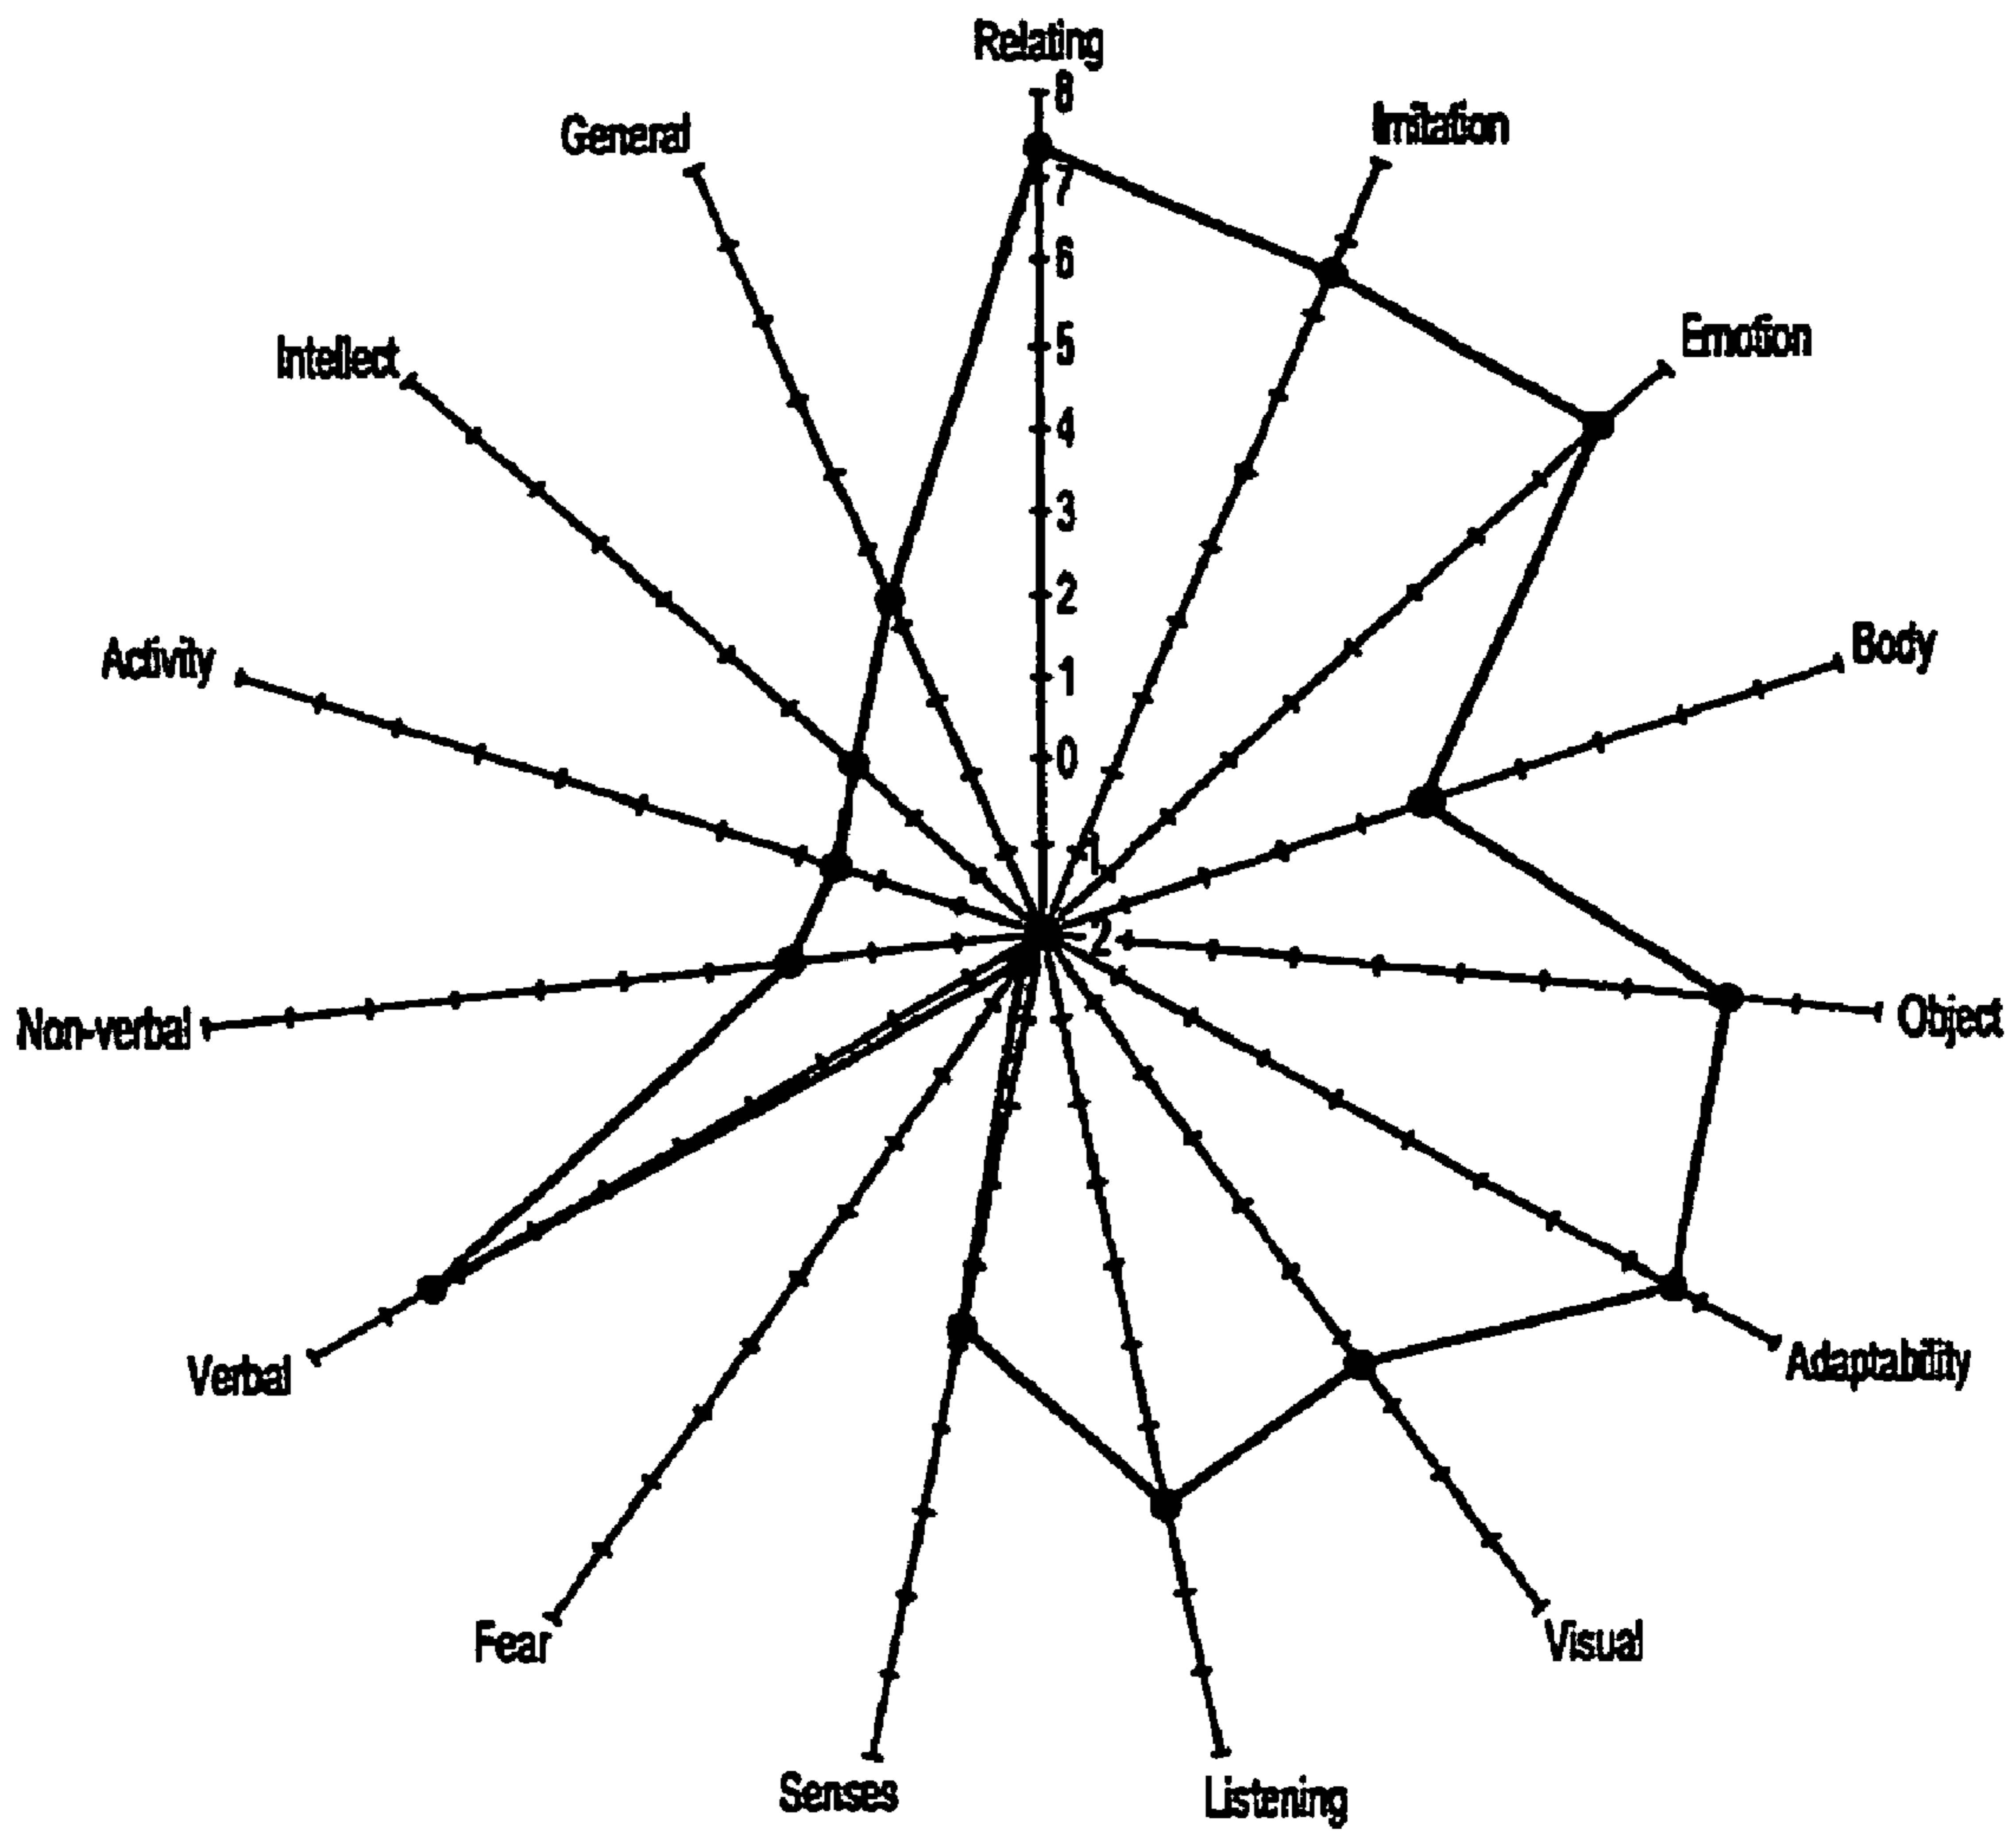 Relating
8
Imitation
General
7
6
Emotion
Intellect
5
4
3
2
Body
Activity
1
0
1
2
Non-verbal
Object
Verbal
Adaptability
Fear
Visual
Senses
Listening